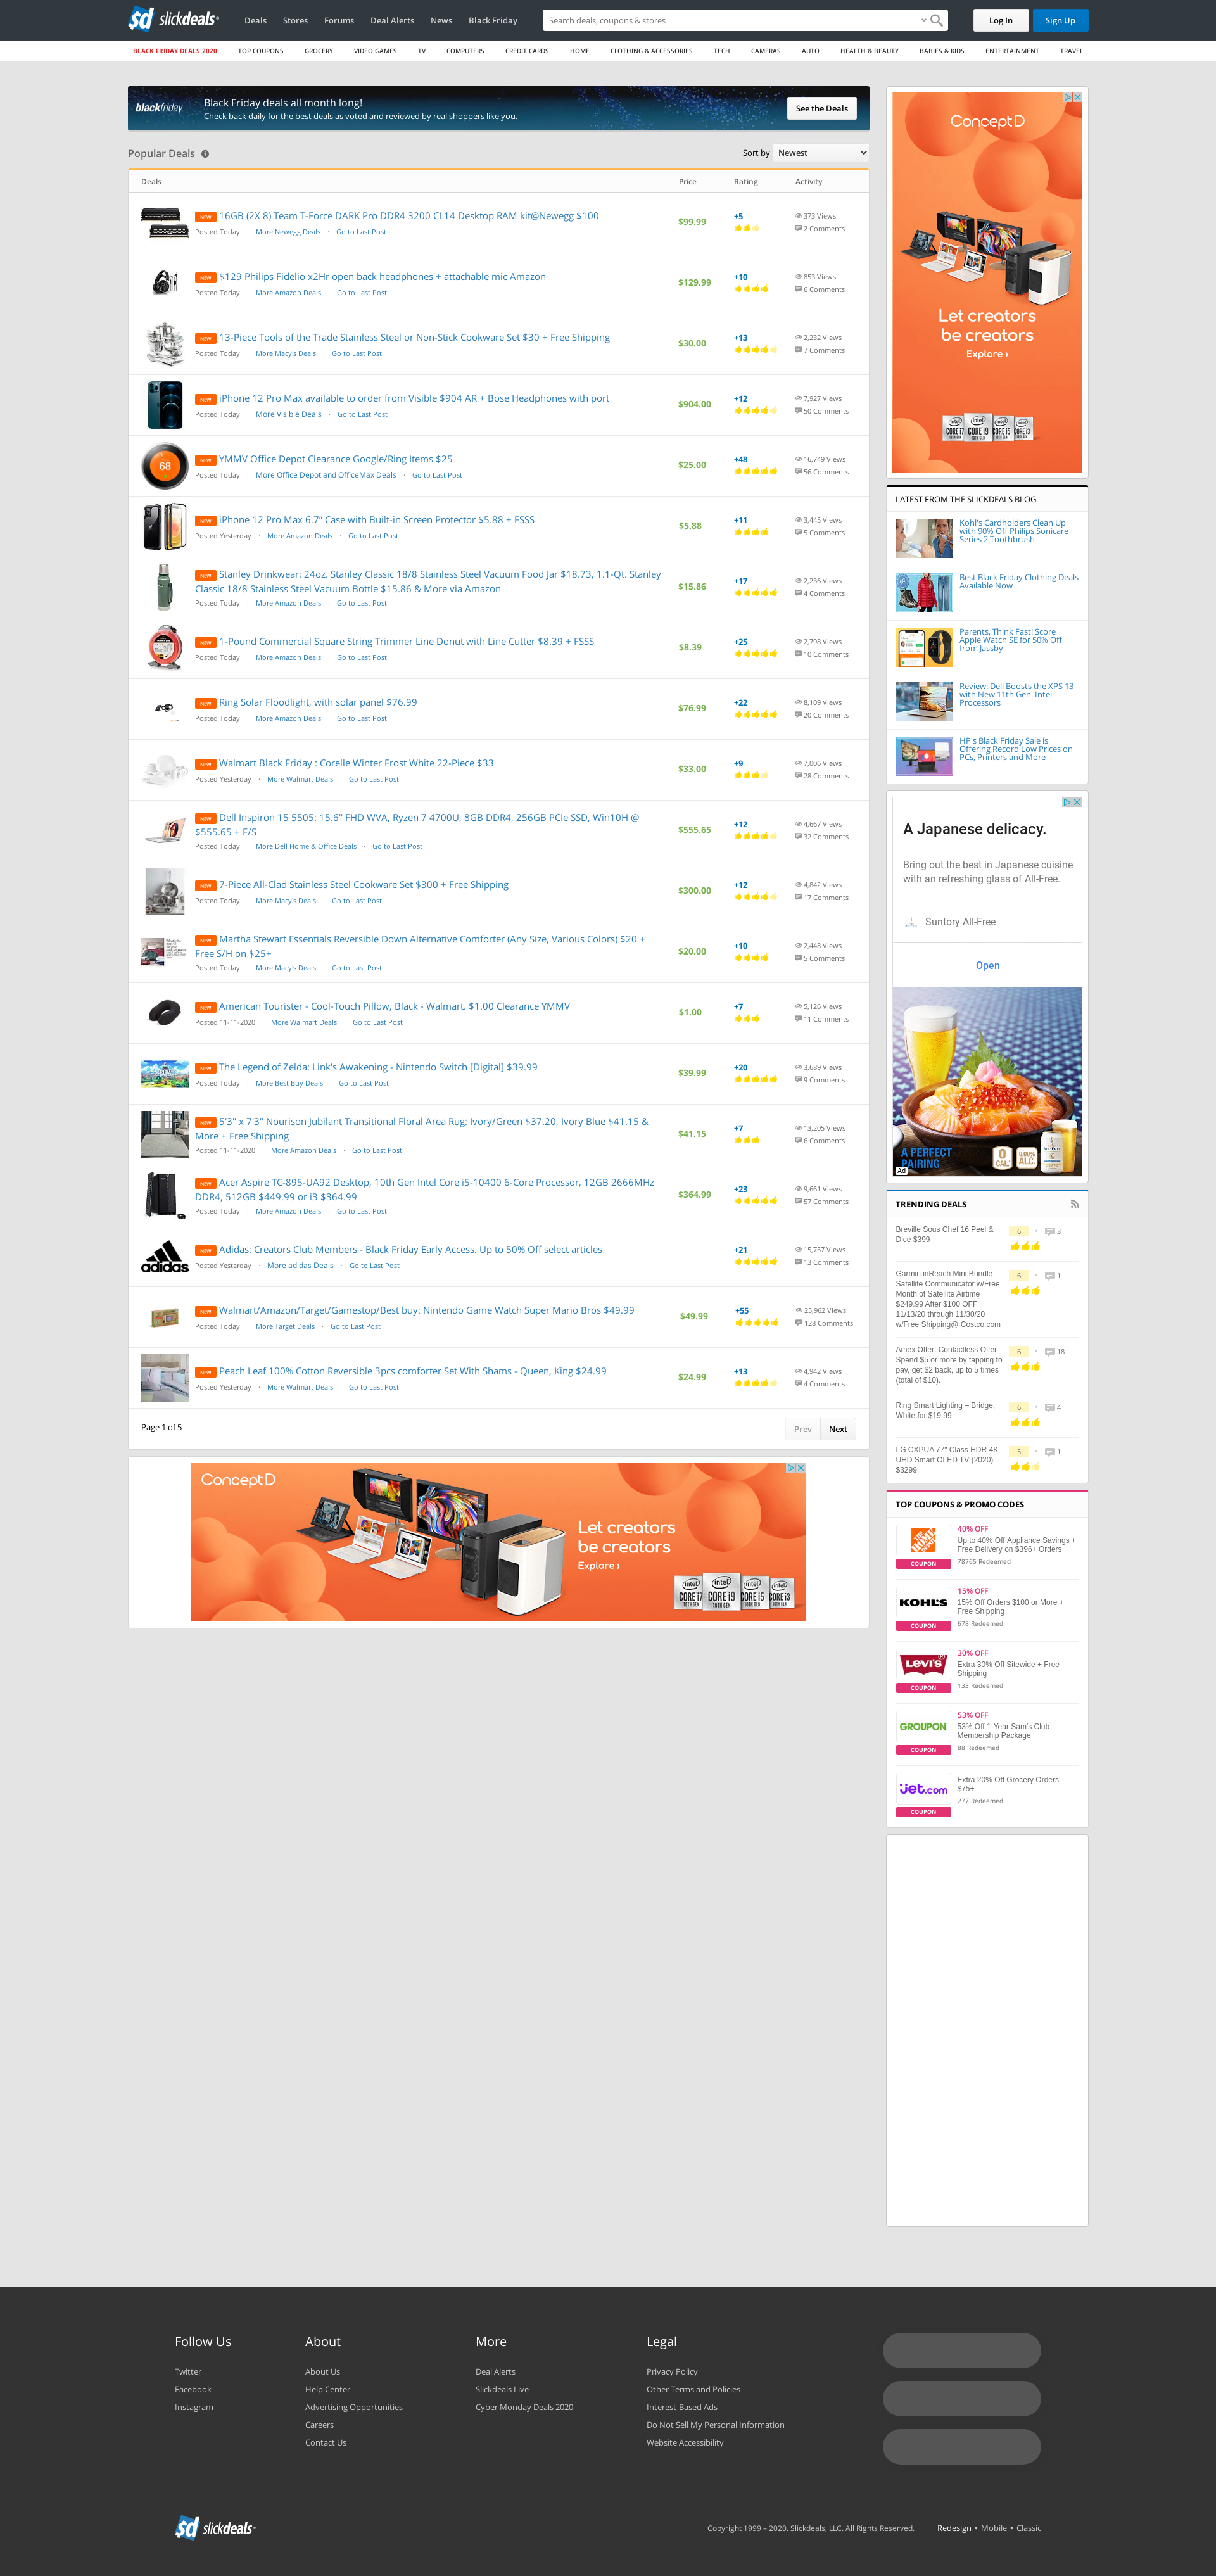 sd slickdeals
Deals Stores Forums Deal Alerts News Black Friday
Search deals, coupons & stores
Log In
Sign Up
BLACK FRIDAY DEALS 2020 TOP COUPONS GROCERY VIDEO GAMES TV COMPUTERS CREDIT CARDS HOME CLOTHING & ACCESSORIES TECH CAMERAS AUTO HEALTH & BEAUTY BABIES & KIDS ENTERTAINMENT TRAVEL
blackfriday
Black Friday deals all month long!
Check back daily for the best deals as voted and reviewed by real shoppers like you.
See the Deals
Popular Deals
Sort by Newest
Deals Price Rating Activity
NEW 16GB (2X 8) Team T-Force DARK Pro DDR4 3200 CL14 Desktop RAM kit@Newegg $100
Posted Today • More Newegg Deals • Go to Last Post
$99.99
+5
373 Views
2 Comments
NEW $129 Philips Fidelio x2Hr open back headphones + attachable mic Amazon
Posted Today • More Amazon Deals • Go to Last Post
$129.99
+10
853 Views
6 Comments
NEW 13-Piece Tools of the Trade Stainless Steel or Non-Stick Cookware Set $30 + Free Shipping
Posted Today • More Macy's Deals • Go to Last Post
$30.00
+13
2,232 Views
7 Comments
NEW iPhone 12 Pro Max available to order from Visible $904 AR + Bose Headphones with port
Posted Today • More Visible Deals • Go to Last Post
$904.00
+12
7,927 Views
50 Comments
68
NEW YMMV Office Depot Clearance Google/Ring Items $25
Posted Today • More Office Depot and OfficeMax Deals • Go to Last Post
$25.00
+48
16,749 Views
56 Comments
NEW iPhone 12 Pro Max 6.7" Case with Built-in Screen Protector $5.88 + FSSS
Posted Yesterday • More Amazon Deals • Go to Last Post
$5.88
+11
3,445 Views
5 Comments
NEW Stanley Drinkwear: 24oz. Stanley Classic 18/8 Stainless Steel Vacuum Food Jar $18.73, 1.1-Qt. Stanley
Classic 18/8 Stainless Steel Vacuum Bottle $15.86 & More via Amazon
Posted Today • More Amazon Deals • Go to Last Post
$15.86
+17
2,236 Views
4 Comments
NEW 1-Pound Commercial Square String Trimmer Line Donut with Line Cutter $8.39 + FSSS
Posted Today • More Amazon Deals • Go to Last Post
$8.39
+25
2,798 Views
10 Comments
NEW Ring Solar Floodlight, with solar panel $76.99
Posted Today • More Amazon Deals • Go to Last Post
$76.99
+22
8,109 Views
20 Comments
NEW Walmart Black Friday : Corelle Winter Frost White 22-Piece $33
Posted Yesterday • More Walmart Deals • Go to Last Post
$33.00
+9
7,006 Views
28 Comments
NEW Dell Inspiron 15 5505: 15.6'' FHD WVA, Ryzen 7 4700U, 8GB DDR4, 256GB PCIe SSD, Win10H @
$555.65 + F/S
Posted Today • More Dell Home & Office Deals • Go to Last Post
$555.65
+12
4,667 Views
32 Comments
NEW 7-Piece All-Clad Stainless Steel Cookware Set $300 + Free Shipping
Posted Today • More Macy's Deals • Go to Last Post
$300.00
+12
4,842 Views
17 Comments
NEW Martha Stewart Essentials Reversible Down Alternative Comforter (Any Size, Various Colors) $20 +
Free S/H on $25+
Posted Today • More Macy's Deals • Go to Last Post
$20.00
+10
2,448 Views
5 Comments
NEW American Tourister - Cool-Touch Pillow, Black - Walmart. $1.00 Clearance YMMV
Posted 11-11-2020 • More Walmart Deals • Go to Last Post
$1.00
+7
5,126 Views
11 Comments
NEW The Legend of Zelda: Link's Awakening - Nintendo Switch [Digital] $39.99
Posted Today • More Best Buy Deals • Go to Last Post
$39.99
+20
3,689 Views
9 Comments
NEW 5'3" x 7'3" Nourison Jubilant Transitional Floral Area Rug: Ivory/Green $37.20, Ivory Blue $41.15 &
More + Free Shipping
Posted 11-11-2020 • More Amazon Deals • Go to Last Post
$41.15
+7
13,205 Views
6 Comments
NEW Acer Aspire TC-895-UA92 Desktop, 10th Gen Intel Core i5-10400 6-Core Processor, 12GB 2666MHz
DDR4, 512GB $449.99 or i3 $364.99
Posted Today • More Amazon Deals • Go to Last Post
$364.99
+23
9,661 Views
57 Comments
adidas
NEW Adidas: Creators Club Members - Black Friday Early Access. Up to 50% Off select articles
Posted Yesterday • More adidas Deals • Go to Last Post
+21
15,757 Views
13 Comments
NEW Walmart/Amazon/Target/Gamestop/Best buy: Nintendo Game Watch Super Mario Bros $49.99
Posted Today • More Target Deals • Go to Last Post
$49.99
+55
25,962 Views
128 Comments
NEW Peach Leaf 100% Cotton Reversible 3pcs comforter Set With Shams - Queen, King $24.99
Posted Yesterday • More Walmart Deals • Go to Last Post
$24.99
+13
4,942 Views
4 Comments
Page 1 of 5
Prev Next
ConceptD
Let creators
be creators
Explore ›
intel CORE i7 10TH GEN intel CORE i9 10TH GEN intel CORE i5 10TH GEN intel CORE i3 10TH GEN
ConceptD
Let creators
be creators
Explore ›
intel CORE i7 10TH GEN intel CORE i9 10TH GEN intel CORE i5 10TH GEN intel CORE i3 10TH GEN
LATEST FROM THE SLICKDEALS BLOG
Kohl's Cardholders Clean Up
with 90% Off Philips Sonicare
Series 2 Toothbrush
Best Black Friday Clothing Deals
Available Now
Parents, Think Fast! Score
Apple Watch SE for 50% Off
from Jassby
Review: Dell Boosts the XPS 13
with New 11th Gen. Intel
Processors
HP's Black Friday Sale is
Offering Record Low Prices on
PCs, Printers and More
A Japanese delicacy.
Bring out the best in Japanese cuisine
with an refreshing glass of All-Free.
Suntory All-Free
Open
A PERFECT
PAIRING
0 CAL
0.00% ALC.
Ad
TRENDING DEALS
Breville Sous Chef 16 Peel &
Dice $399
6 • 3
Garmin inReach Mini Bundle
Satellite Communicator w/Free
Month of Satellite Airtime
$249.99 After $100 OFF
11/13/20 through 11/30/20
w/Free Shipping@ Costco.com
6 • 1
Amex Offer: Contactless Offer
Spend $5 or more by tapping to
pay, get $2 back, up to 5 times
(total of $10).
6 • 18
Ring Smart Lighting – Bridge,
White for $19.99
6 • 4
LG CXPUA 77" Class HDR 4K
UHD Smart OLED TV (2020)
$3299
5 • 1
TOP COUPONS & PROMO CODES
COUPON
40% OFF
Up to 40% Off Appliance Savings +
Free Delivery on $396+ Orders
78765 Redeemed
KOHL'S
COUPON
15% OFF
15% Off Orders $100 or More +
Free Shipping
678 Redeemed
LEVI'S
COUPON
30% OFF
Extra 30% Off Sitewide + Free
Shipping
133 Redeemed
GROUPON
COUPON
53% OFF
53% Off 1-Year Sam's Club
Membership Package
88 Redeemed
jet.com
COUPON
Extra 20% Off Grocery Orders
$75+
277 Redeemed
Follow Us
Twitter
Facebook
Instagram
About
About Us
Help Center
Advertising Opportunities
Careers
Contact Us
More
Deal Alerts
Slickdeals Live
Cyber Monday Deals 2020
Legal
Privacy Policy
Other Terms and Policies
Interest-Based Ads
Do Not Sell My Personal Information
Website Accessibility
sd slickdeals
Copyright 1999 – 2020. Slickdeals, LLC. All Rights Reserved.
Redesign • Mobile • Classic